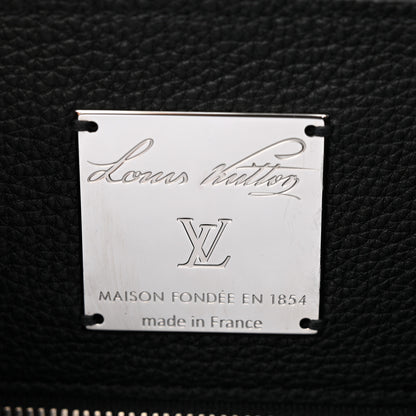 Louis Vuitton
LV
MAISON FONDÉE EN 1854
made in France